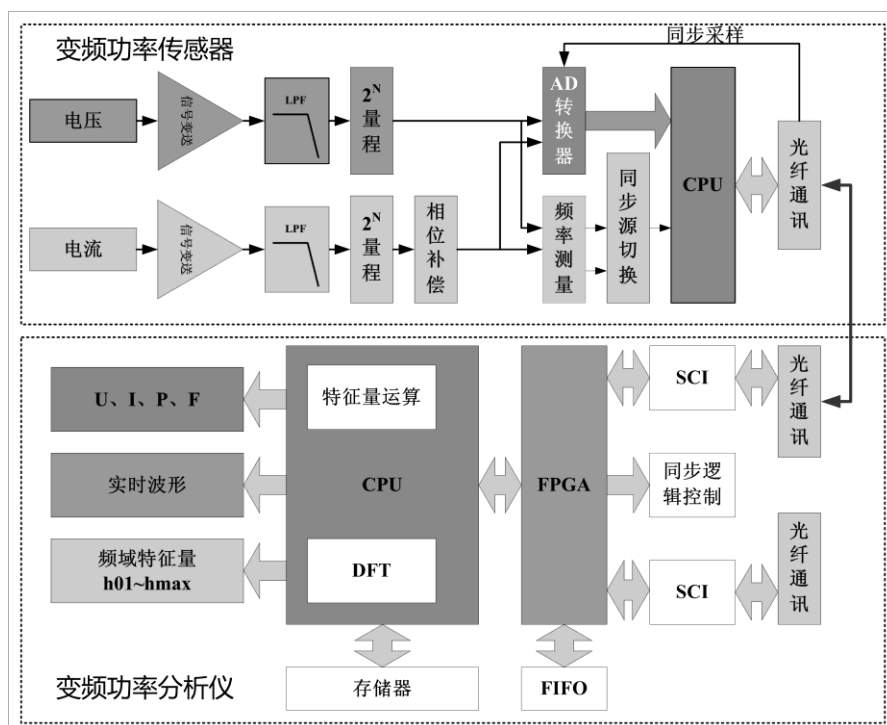 变频功率传感器
同步采样
电压
信号变送
LPF
2N
量程
AD
转换器
CPU
光纤通讯
电流
信号变送
LPF
2N
量程
相位补偿
频率测量
同步源切换
U、I、P、F
实时波形
频域特征量
h01~hmax
特征量运算
CPU
DFT
存储器
FPGA
FIFO
SCI
光纤通讯
同步逻
辑控制
SCI
光纤通讯
变频功率分析仪